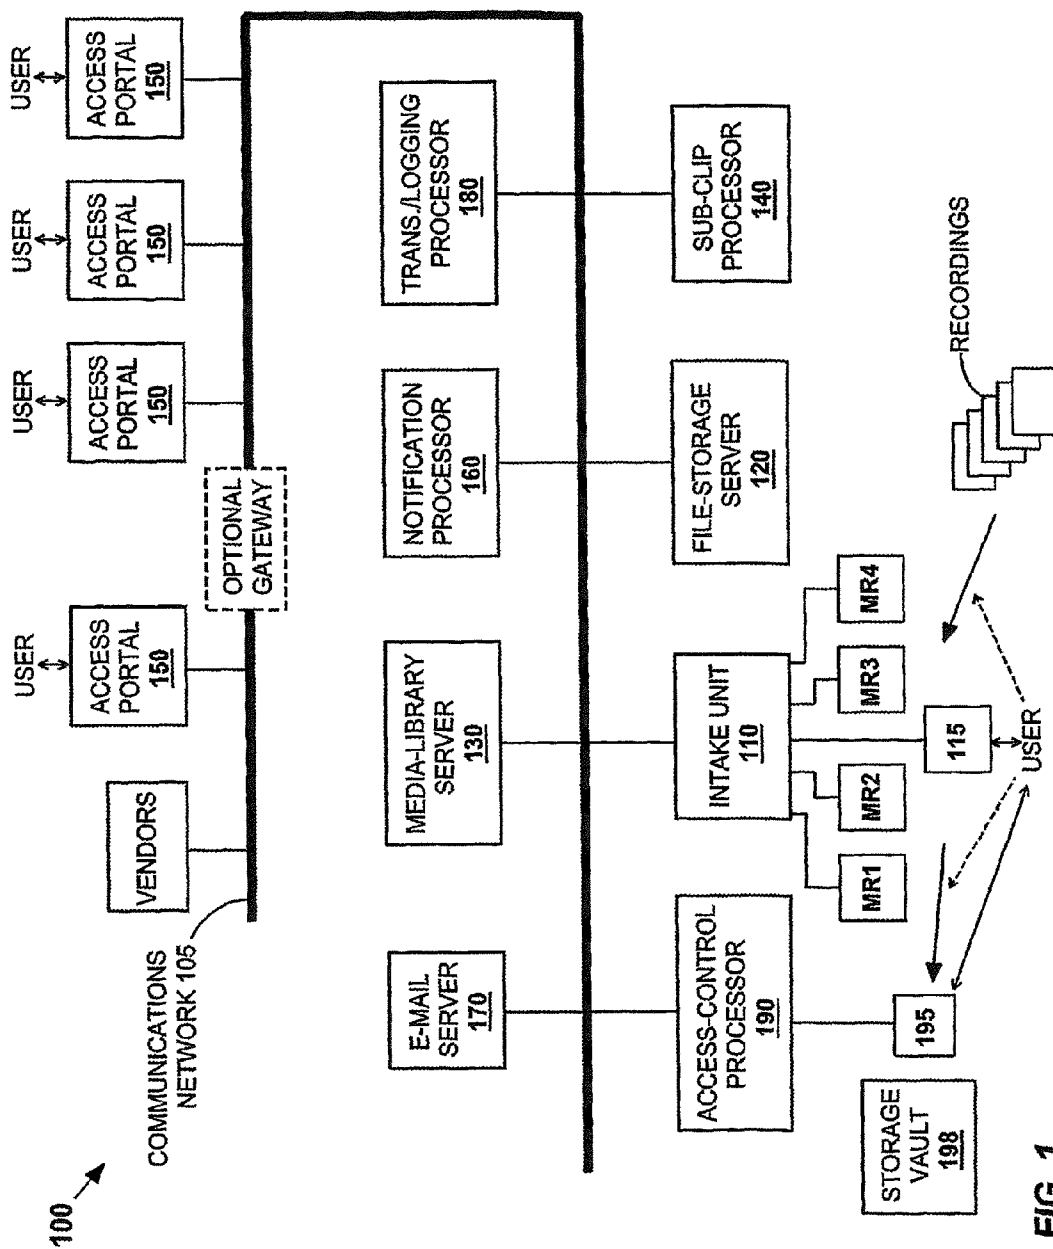 100
COMMUNICATIONS
NETWORK 105
VENDORS
USER
ACCESS
PORTAL
150
OPTIONAL
GATEWAY
USER
ACCESS
PORTAL
150
USER
ACCESS
PORTAL
150
USER
ACCESS
PORTAL
150
E-MAIL
SERVER
170
MEDIA-LIBRARY
SERVER
130
NOTIFICATION
PROCESSOR
160
TRANS./LOGGING
PROCESSOR
180
ACCESS-CONTROL
PROCESSOR
190
INTAKE UNIT
110
FILE-STORAGE
SERVER
120
SUB-CLIP
PROCESSOR
140
MR1
MR2
MR3
MR4
STORAGE
VAULT
198
195
115
USER
RECORDINGS
FIG. 1